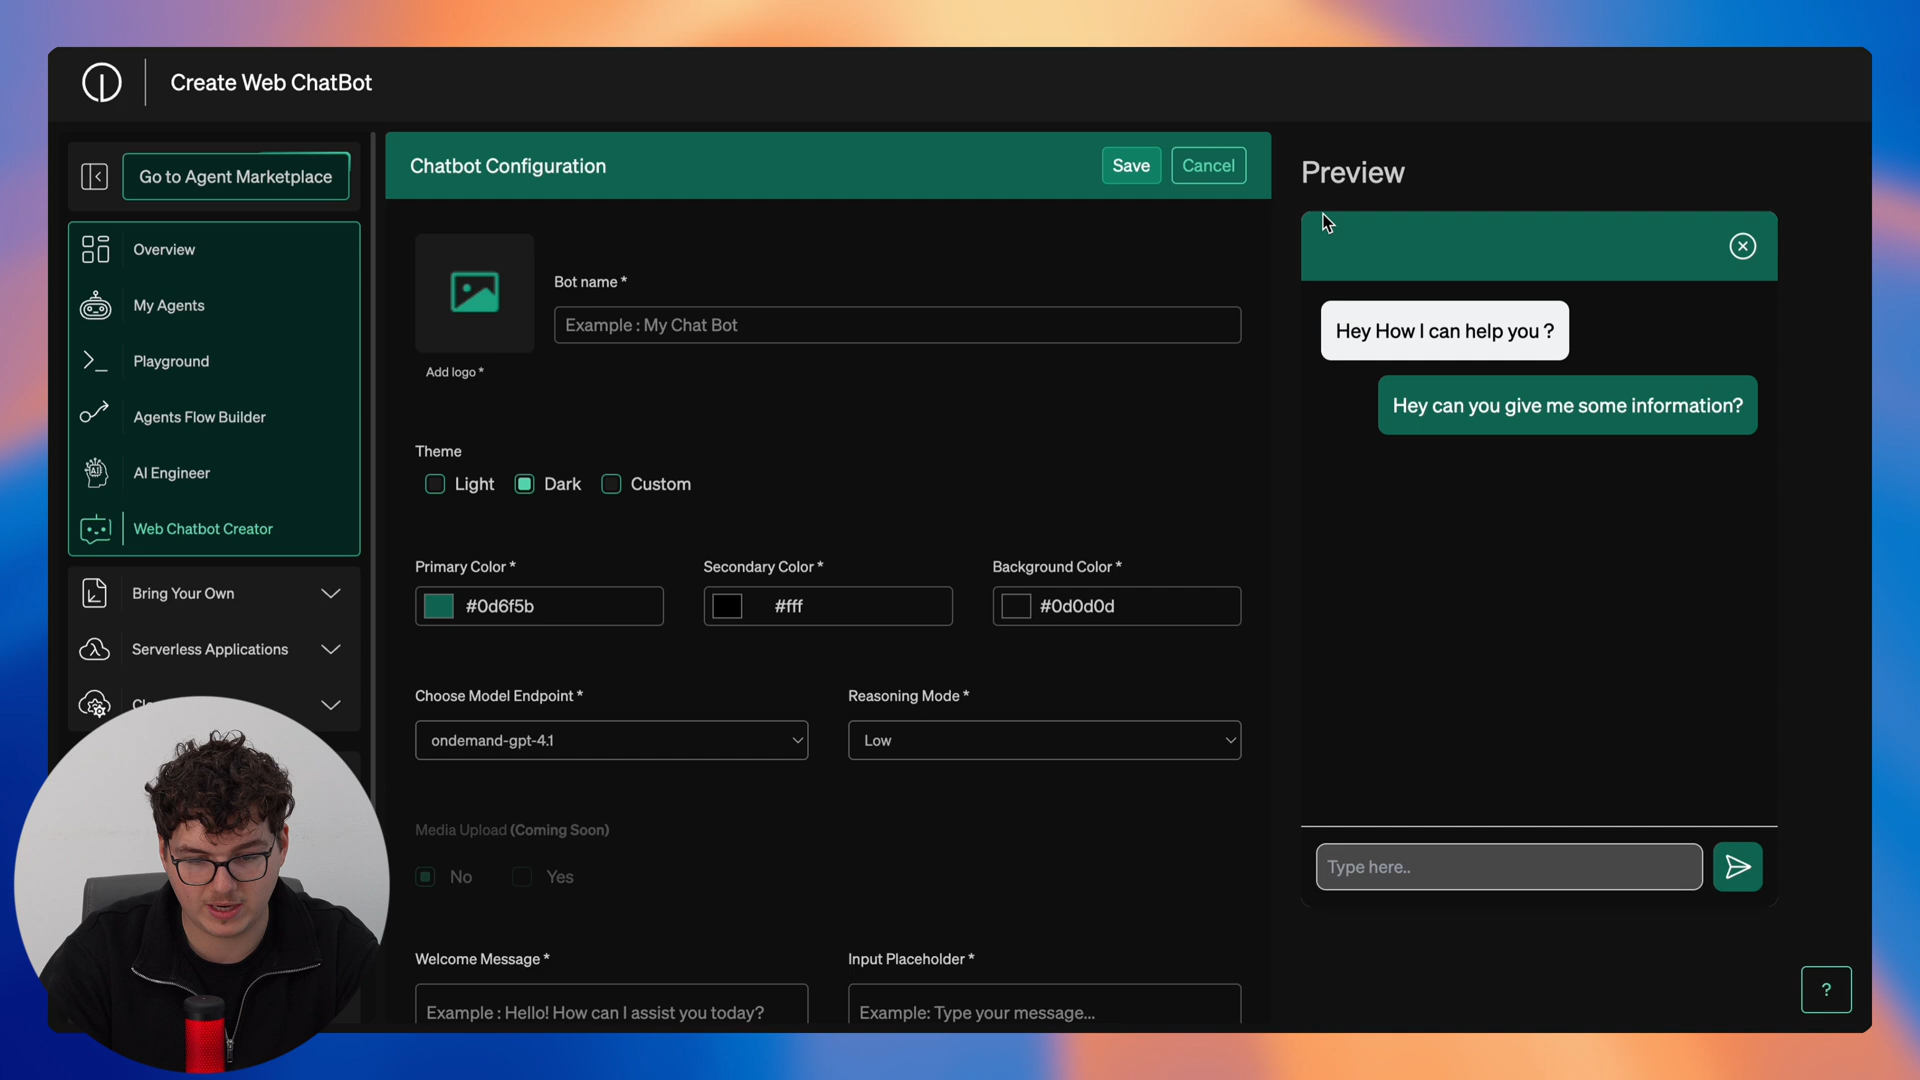 Create Web ChatBot
Go to Agent Marketplace
Overview
My Agents
Playground
Agents Flow Builder
AI Engineer
Web Chatbot Creator
Bring Your Own
Serverless Applications
Chatbot Configuration
Save
Cancel
Bot name *
Example : My Chat Bot
Add logo *
Theme
Light
Dark
Custom
Primary Color *
Secondary Color *
Background Color *
#0d6f5b
#fff
#0d0d0d
Choose Model Endpoint *
Reasoning Mode *
ondemand-gpt-4.1
Low
Media Upload (Coming Soon)
No
Yes
Welcome Message *
Input Placeholder *
Example : Hello! How can I assist you today?
Example: Type your message...
Preview
Hey How I can help you ?
Hey can you give me some information?
Type here..
?